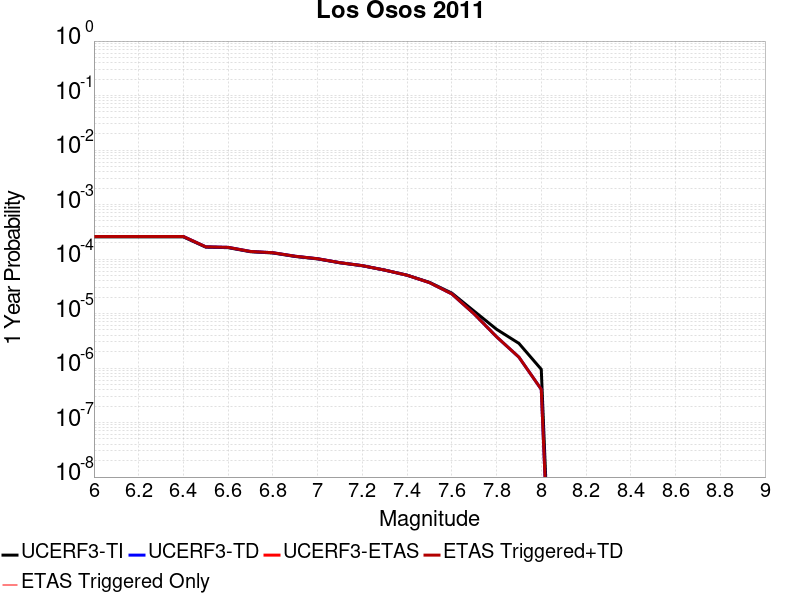 Los Osos 2011
1 Year Probability
10^0
10^-1
10^-2
10^-3
10^-4
10^-5
10^-6
10^-7
10^-8
6 6.2 6.4 6.6 6.8 7 7.2 7.4 7.6 7.8 8 8.2 8.4 8.6 8.8 9
Magnitude
UCERF3-TI UCERF3-TD UCERF3-ETAS ETAS Triggered+TD
ETAS Triggered Only